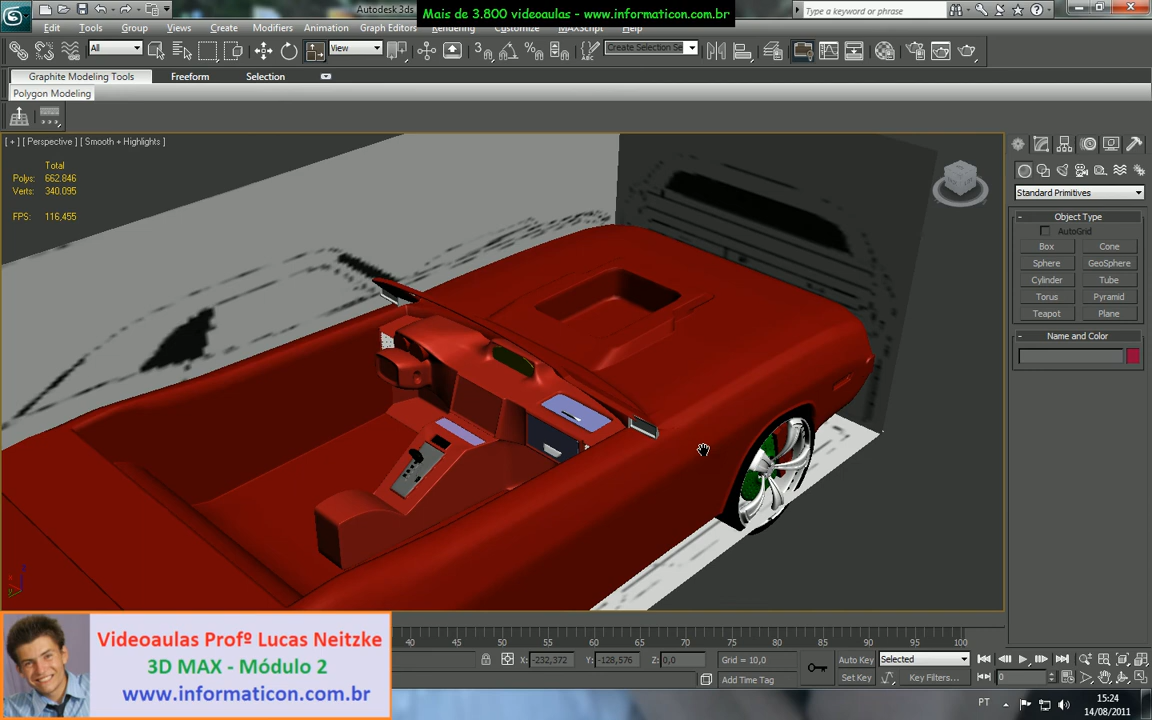 Autodesk 3ds
Mais de 3.800 videoaulas - www.informaticon.com.br
Type a keyword or phrase
Edit Tools Group Views Create Modifiers Animation Graph Editors Rendering Customize MAXScript Help
All
View
Create Selection Se
Graphite Modeling Tools Freeform Selection
Polygon Modeling
[ + ] [ Perspective ] [ Smooth + Highlights ]
Total
Polys: 662.846
Verts: 340.095
FPS: 116,455
Standard Primitives
- Object Type
AutoGrid
Box Cone
Sphere GeoSphere
Cylinder Tube
Torus Pyramid
Teapot Plane
- Name and Color
40 45 50 55 60 65 70 75 80 85 90 95 100
X: -232,372 Y: -128,576 Z: 0,0 Grid = 10,0
Add Time Tag
Auto Key Selected
Set Key Key Filters...
0
Videoaulas Profº Lucas Neitzke
3D MAX - Módulo 2
www.informaticon.com.br
PT
15:24
14/08/2011